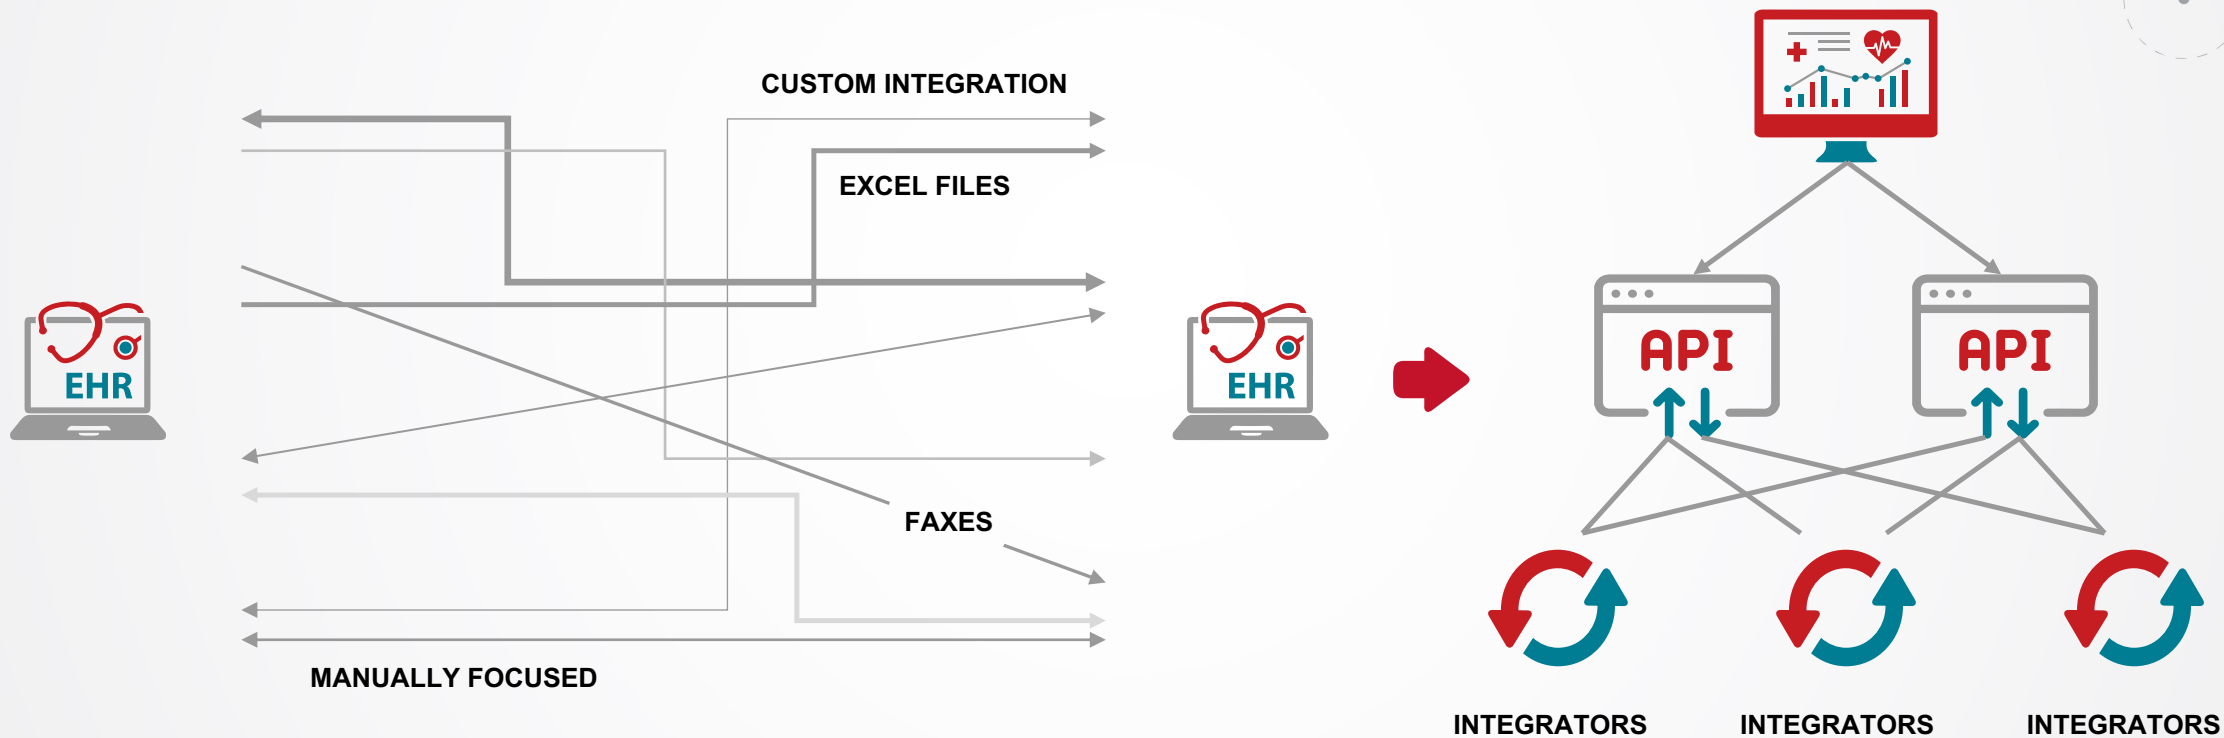 CUSTOM INTEGRATION
EXCEL FILES
EHR
EHR
FAXES
MANUALLY FOCUSED
API
API
INTEGRATORS
INTEGRATORS
INTEGRATORS